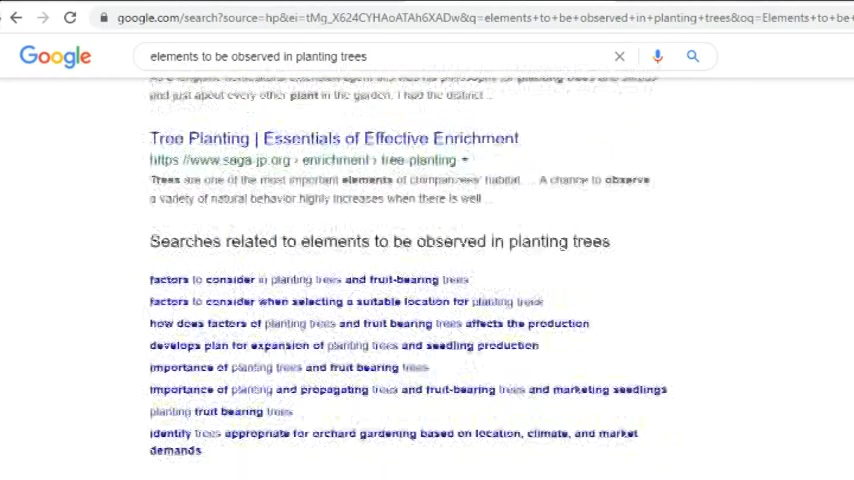 google.com/search?source=hp&ei=tMg_X624CYHAoATAh6XADw&q=elements+to+be+observed+in+planting+trees&oq=Elements+to+be+
Google
elements to be observed in planting trees
and just about every other plant in the garden. I had the distinct ...
Tree Planting | Essentials of Effective Enrichment
https://www.saga-jp.org › enrichment › tree-planting
Trees are one of the most important elements of chimpanzees' habitat. ... A chance to observe
a variety of natural behavior highly increases when there is well ...
Searches related to elements to be observed in planting trees
factors to consider in planting trees and fruit-bearing trees
factors to consider when selecting a suitable location for planting trees
how does factors of planting trees and fruit bearing trees affects the production
develops plan for expansion of planting trees and seedling production
importance of planting trees and fruit bearing trees
importance of planting and propagating trees and fruit-bearing trees and marketing seedlings
planting fruit bearing trees
identify trees appropriate for orchard gardening based on location, climate, and market
demands